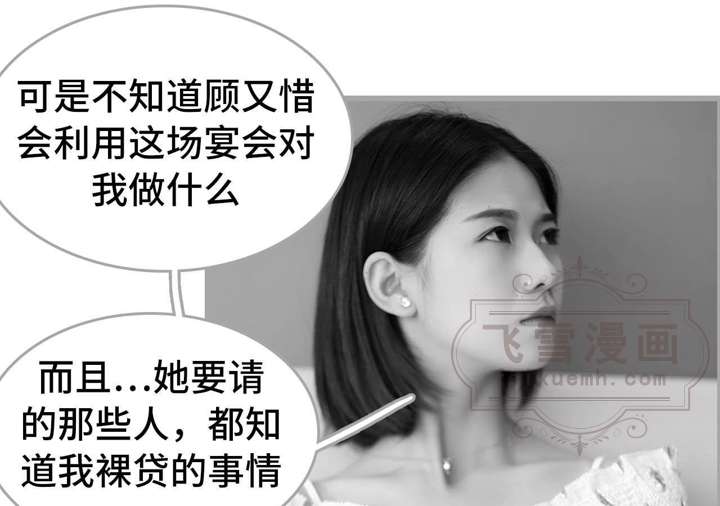 可是不知道顾又惜
会利用这场宴会对
我做什么
而且…她要请
的那些人，都知
道我裸贷的事情
飞雪漫画
xuemh.com